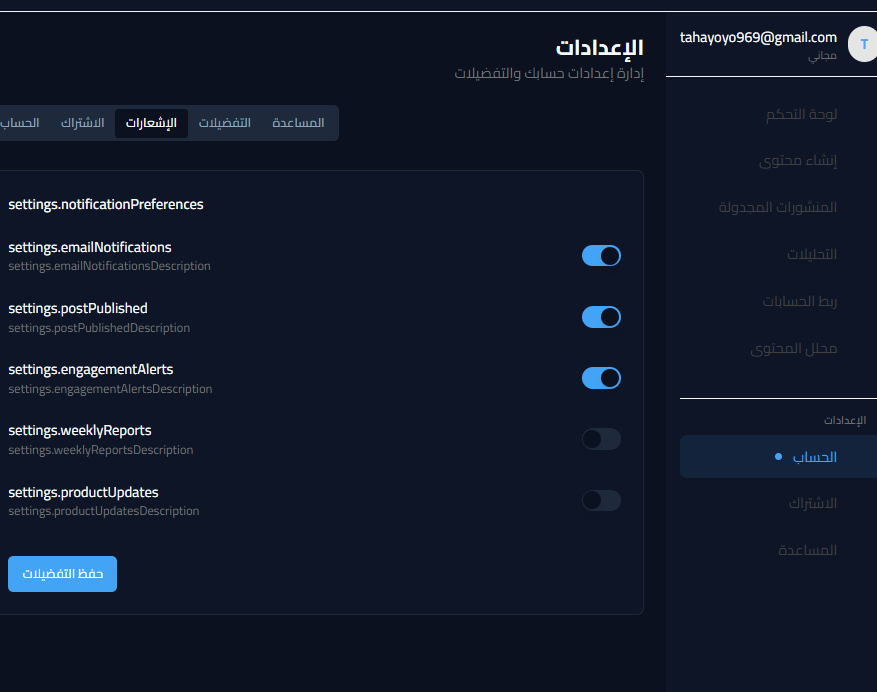 tahayoyo969@gmail.com
مجاني
T
لوحة التحكم
إنشاء محتوى
المنشورات المجدولة
التحليلات
ربط الحسابات
محلل المحتوى
الإعدادات
الحساب
الاشتراك
المساعدة
الإعدادات
إدارة إعدادات حسابك والتفضيلات
المساعدة
التفضيلات
الإشعارات
الاشتراك
الحساب
settings.notificationPreferences
settings.emailNotifications
settings.emailNotificationsDescription
settings.postPublished
settings.postPublishedDescription
settings.engagementAlerts
settings.engagementAlertsDescription
settings.weeklyReports
settings.weeklyReportsDescription
settings.productUpdates
settings.productUpdatesDescription
حفظ التفضيلات